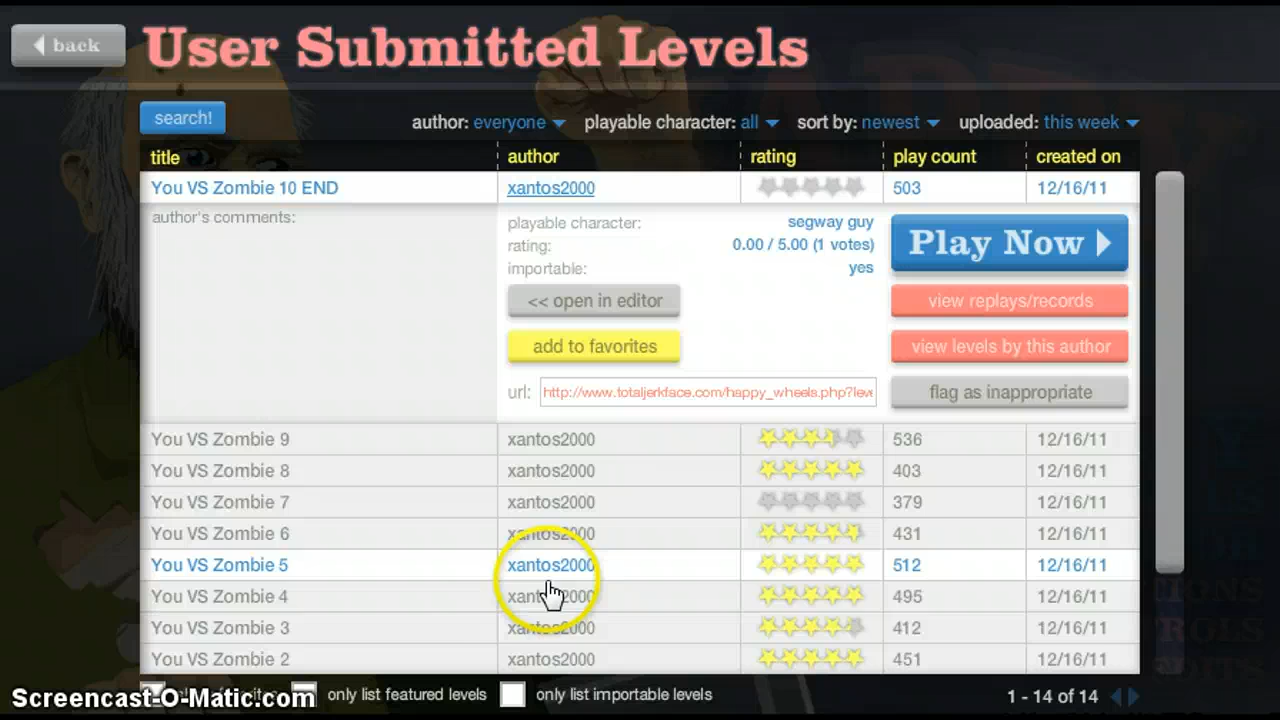 back
User Submitted Levels
search!
author: everyone playable character: all sort by: newest uploaded: this week
title author rating play count created on
You VS Zombie 10 END xantos2000 503 12/16/11
author's comments:
playable character: segway guy
rating: 0.00 / 5.00 (1 votes)
importable: yes
Play Now
<< open in editor
view replays/records
add to favorites
view levels by this author
url: http://www.totaljerkface.com/happy_wheels.php?lev
flag as inappropriate
You VS Zombie 9 xantos2000 536 12/16/11
You VS Zombie 8 xantos2000 403 12/16/11
You VS Zombie 7 xantos2000 379 12/16/11
You VS Zombie 6 xantos2000 431 12/16/11
You VS Zombie 5 xantos2000 512 12/16/11
You VS Zombie 4 xantos2000 495 12/16/11
You VS Zombie 3 xantos2000 412 12/16/11
You VS Zombie 2 xantos2000 451 12/16/11
only list featured levels only list importable levels 1 - 14 of 14
Screencast-O-Matic.com